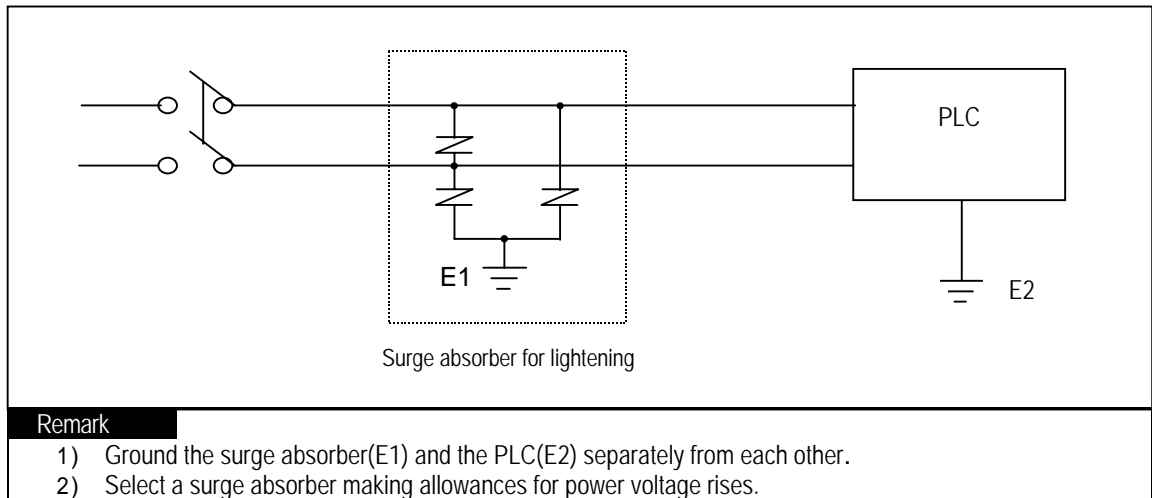 PLC
E1
E2
Surge absorber for lightening
Remark
1) Ground the surge absorber(E1) and the PLC(E2) separately from each other.
2) Select a surge absorber making allowances for power voltage rises.